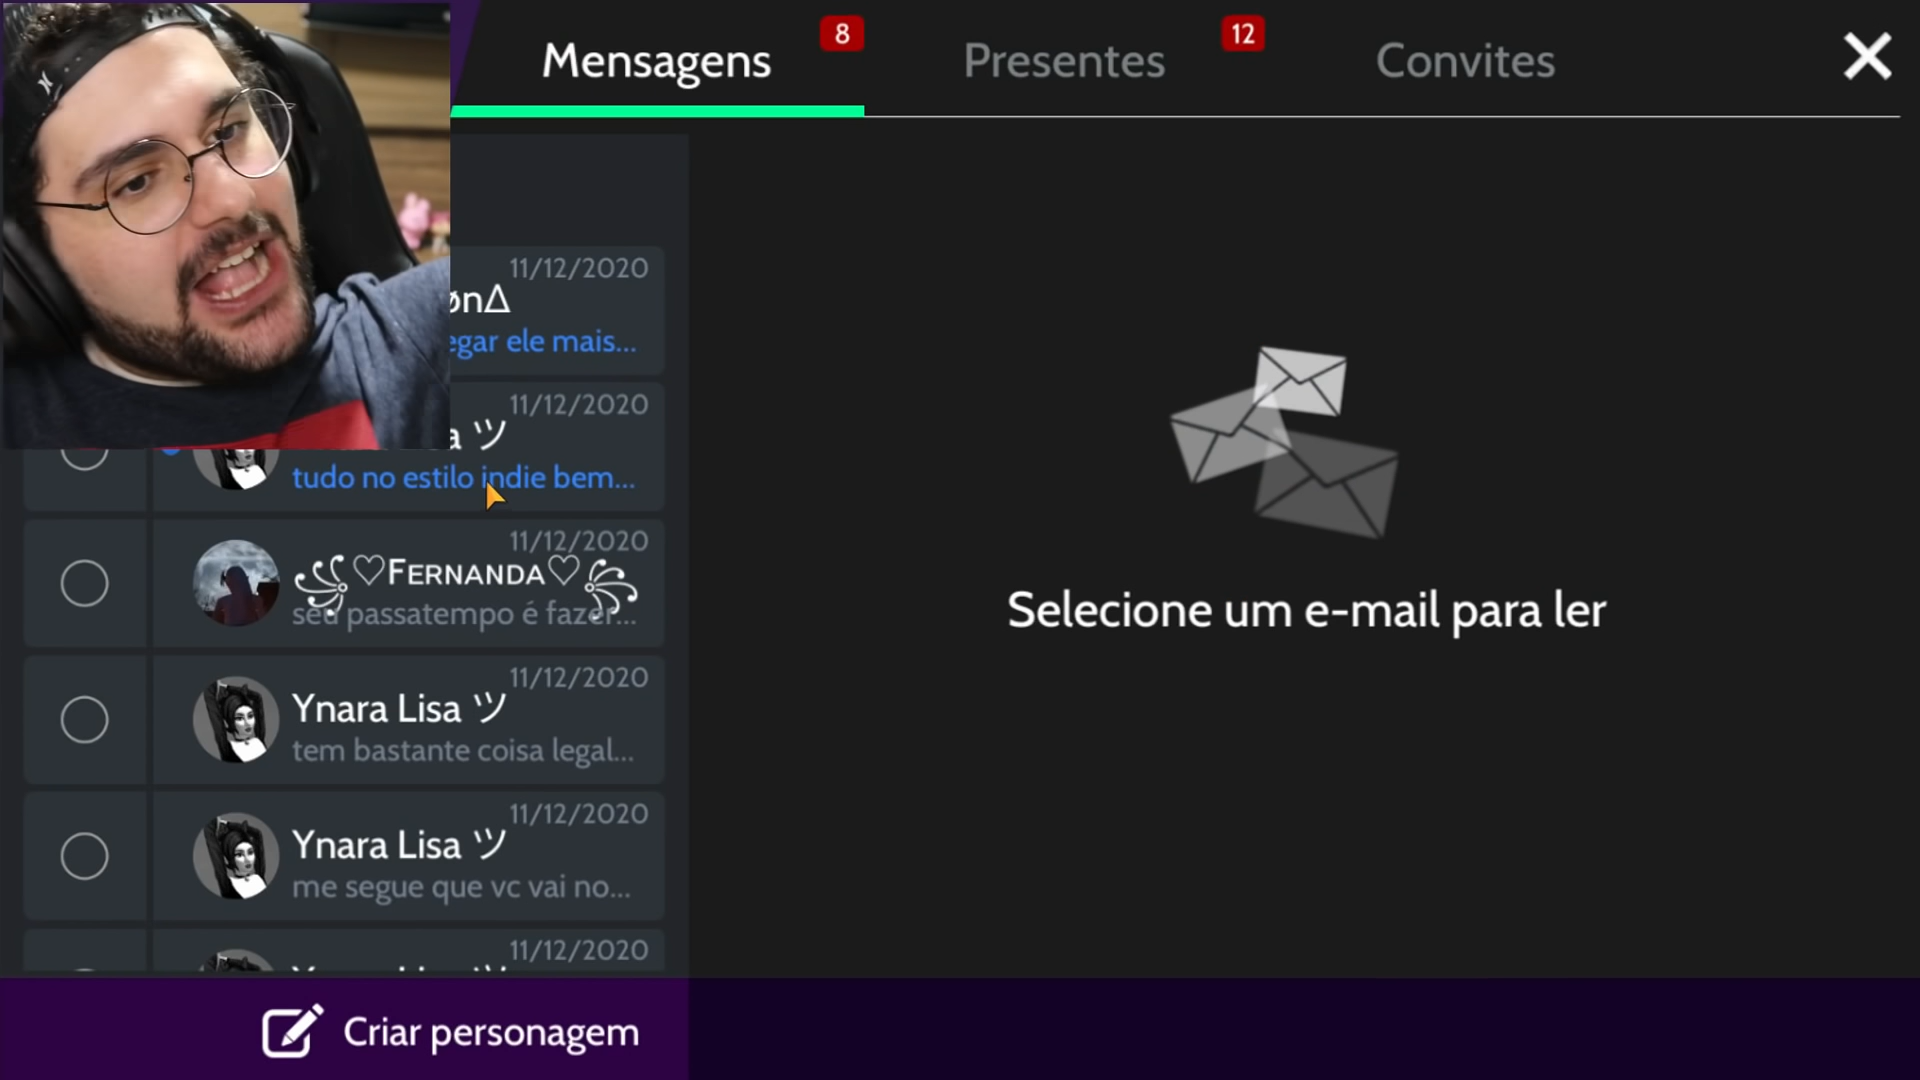 Mensagens
8
Presentes
12
Convites
11/12/2020
ønΔ
egar ele mais...
11/12/2020
a ツ
tudo no estilo indie bem...
11/12/2020
♡Fernanda♡
seu passatempo é fazer...
11/12/2020
Ynara Lisa ツ
tem bastante coisa legal...
11/12/2020
Ynara Lisa ツ
me segue que vc vai no...
11/12/2020
Selecione um e-mail para ler
Criar personagem